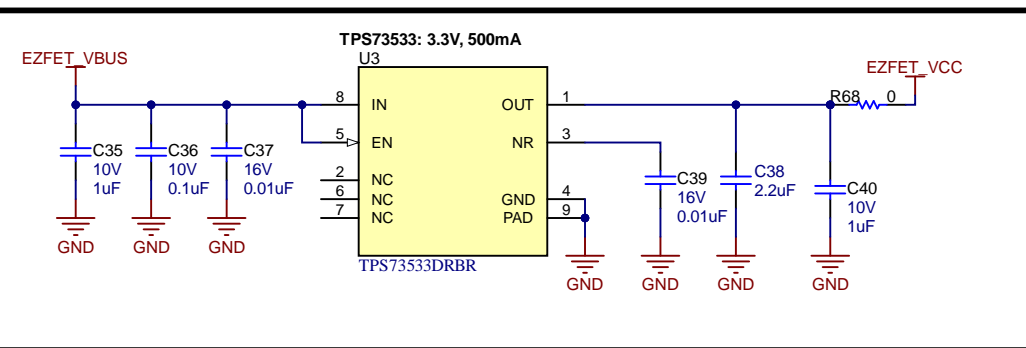 TPS73533: 3.3V, 500mA
U3
EZFET_VBUS
EZFET_VCC
8 IN
OUT 1
R68 0
5 EN
NR 3
C35
10V
1uF
C36
10V
0.1uF
C37
16V
0.01uF
2 NC
6 NC
7 NC
GND 4
PAD 9
C39
16V
0.01uF
C38
2.2uF
C40
10V
1uF
GND
GND
GND
TPS73533DRBR
GND
GND
GND
GND